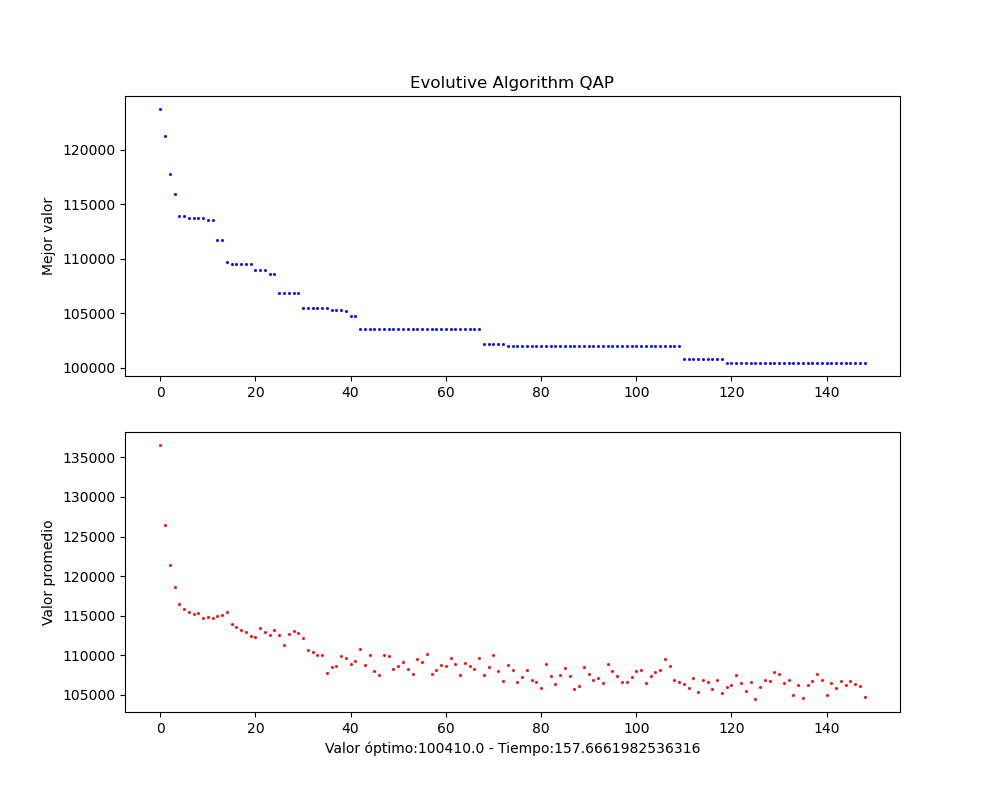 Evolutive Algorithm QAP
Mejor valor
120000
115000
110000
105000
100000
0 20 40 60 80 100 120 140
Valor promedio
135000
130000
125000
120000
115000
110000
105000
0 20 40 60 80 100 120 140
Valor óptimo:100410.0 - Tiempo:157.6661982536316